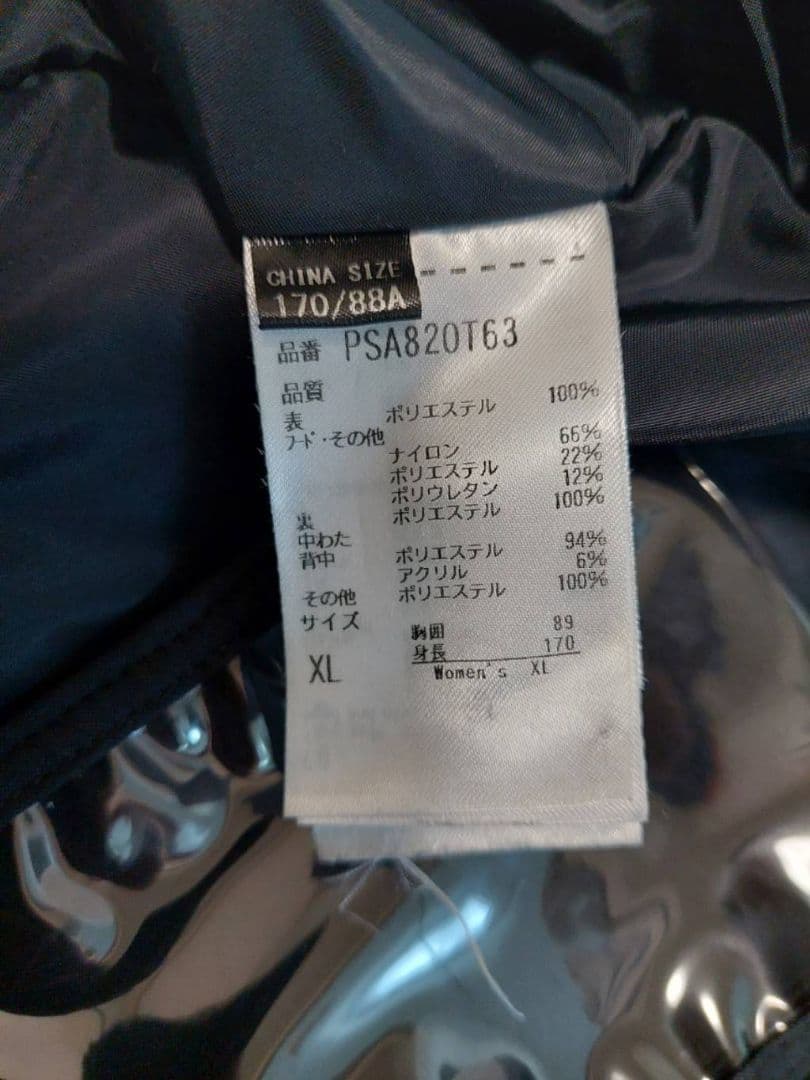 CHINA SIZE
170/88A
品番 PSA820T63
品質
表 ポリエステル 100%
フード・その他
ナイロン 66%
ポリエステル 22%
ポリウレタン 12%
裏 ポリエステル 100%
中わた
背中 ポリエステル 94%
アクリル 6%
その他 ポリエステル 100%
サイズ
胸囲 89
身長 170
XL
Women's XL